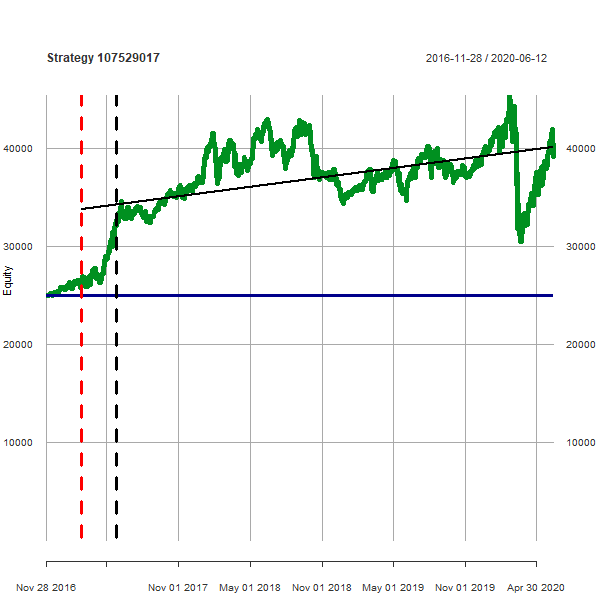 Strategy 107529017
2016-11-28 / 2020-06-12
40000
40000
30000
30000
Equity
20000
20000
10000
10000
Nov 28 2016
Nov 01 2017
May 01 2018
Nov 01 2018
May 01 2019
Nov 01 2019
Apr 30 2020